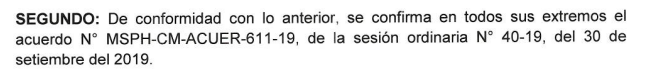 SEGUNDO: De conformidad con lo anterior, se confirma en todos sus extremos el
acuerdo N° MSPH-CM-ACUER-611-19, de la sesión ordinaria N° 40-19, del 30 de
setiembre del 2019.